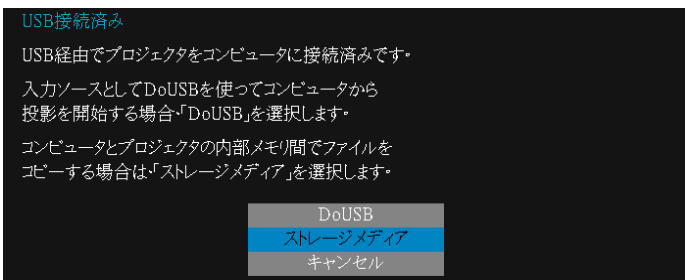 USB接続済み
USB経由でプロジェクタをコンピュータに接続済みです。
入力ソースとしてDoUSBを使ってコンピュータから
投影を開始する場合、「DoUSB」を選択します。
コンピュータとプロジェクタの内部メモリ間でファイルを
コピーする場合は、「ストレージメディア」を選択します。
DoUSB
ストレージメディア
キャンセル